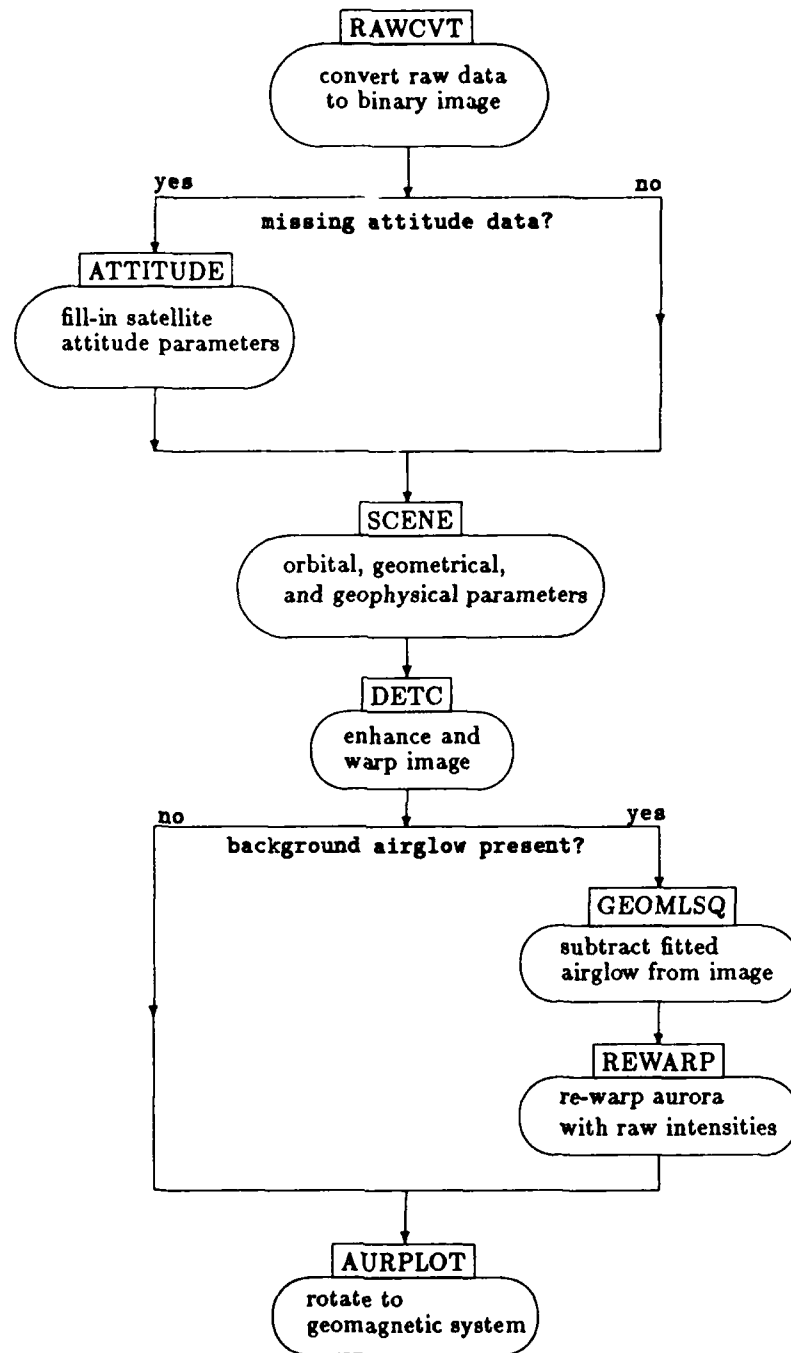 RAWCVT
convert raw data
to binary image
yes
no
missing attitude data?
ATTITUDE
fill-in satellite
attitude parameters
SCENE
orbital, geometrical,
and geophysical parameters
DETC
enhance and
warp image
no
yes
background airglow present?
GEOMLSQ
subtract fitted
airglow from image
REWARP
re-warp aurora
with raw intensities
AURPLOT
rotate to
geomagnetic system